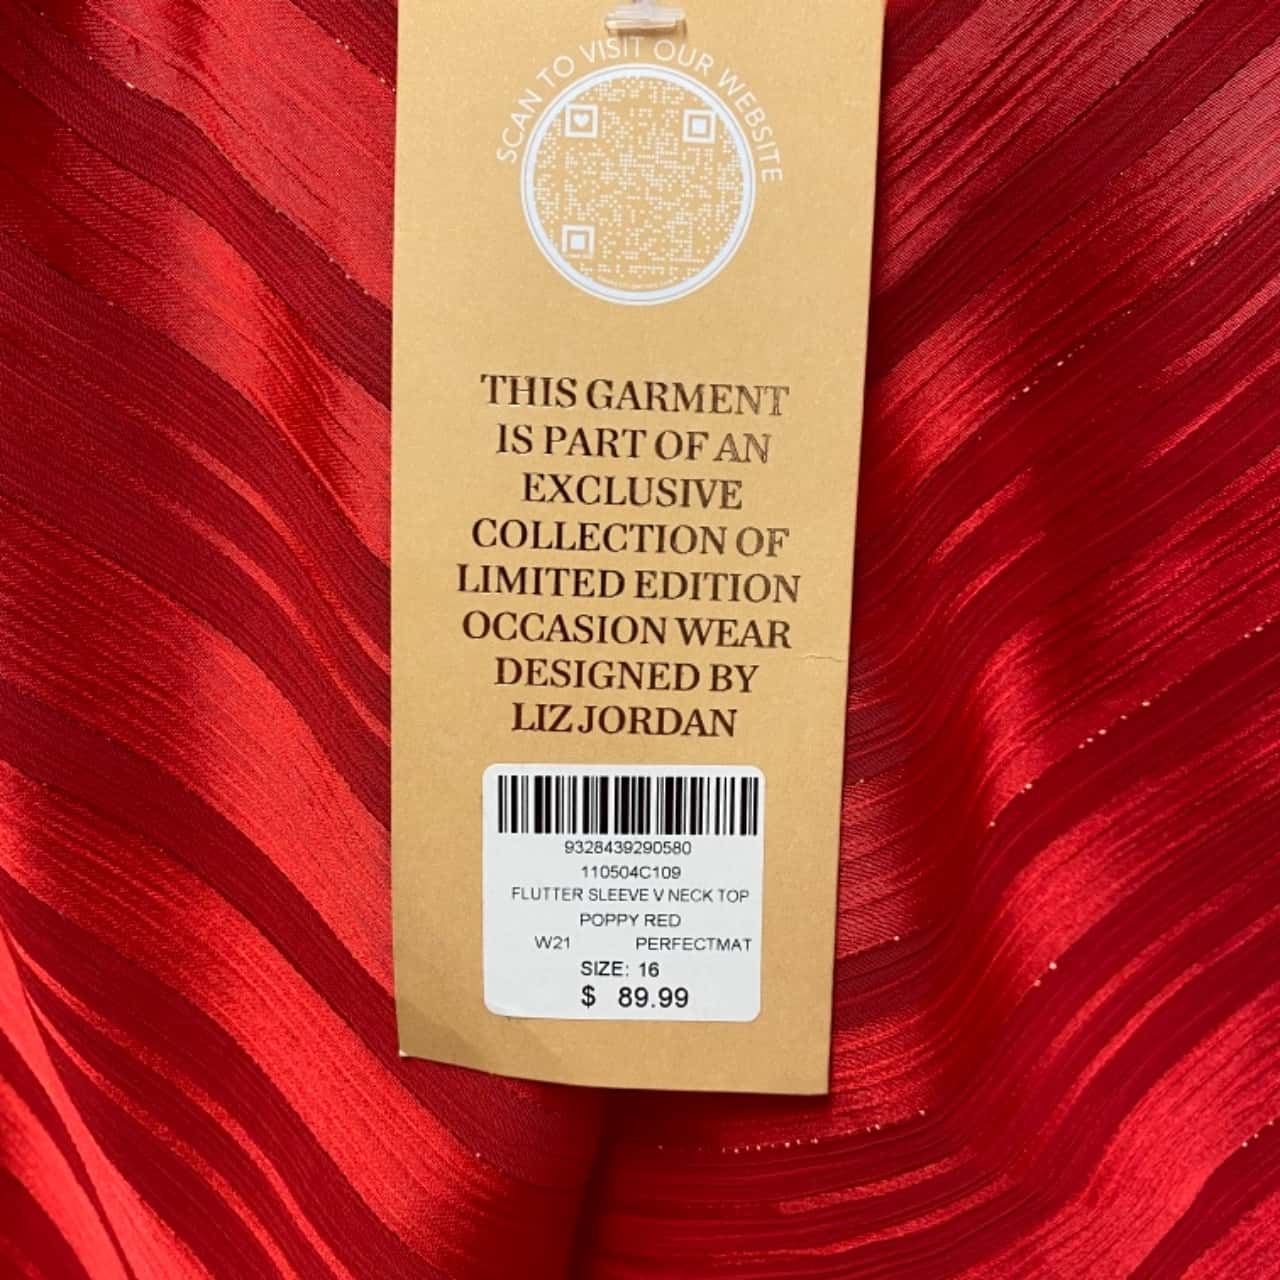 SCAN TO VISIT OUR WEBSITE
THIS GARMENT
IS PART OF AN
EXCLUSIVE
COLLECTION OF
LIMITED EDITION
OCCASION WEAR
DESIGNED BY
LIZ JORDAN
9328439290580
110504C109
FLUTTER SLEEVE V NECK TOP
POPPY RED
W21 PERFECTMAT
SIZE: 16
$ 89.99